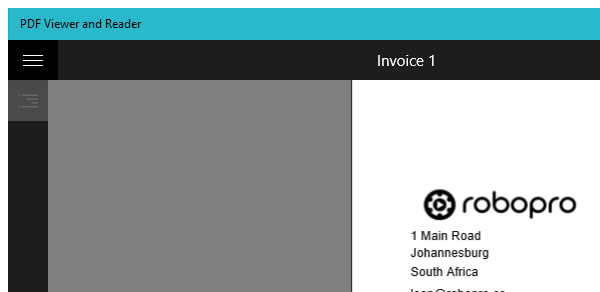 PDF Viewer and Reader
Invoice 1
robopro
1 Main Road
Johannesburg
South Africa